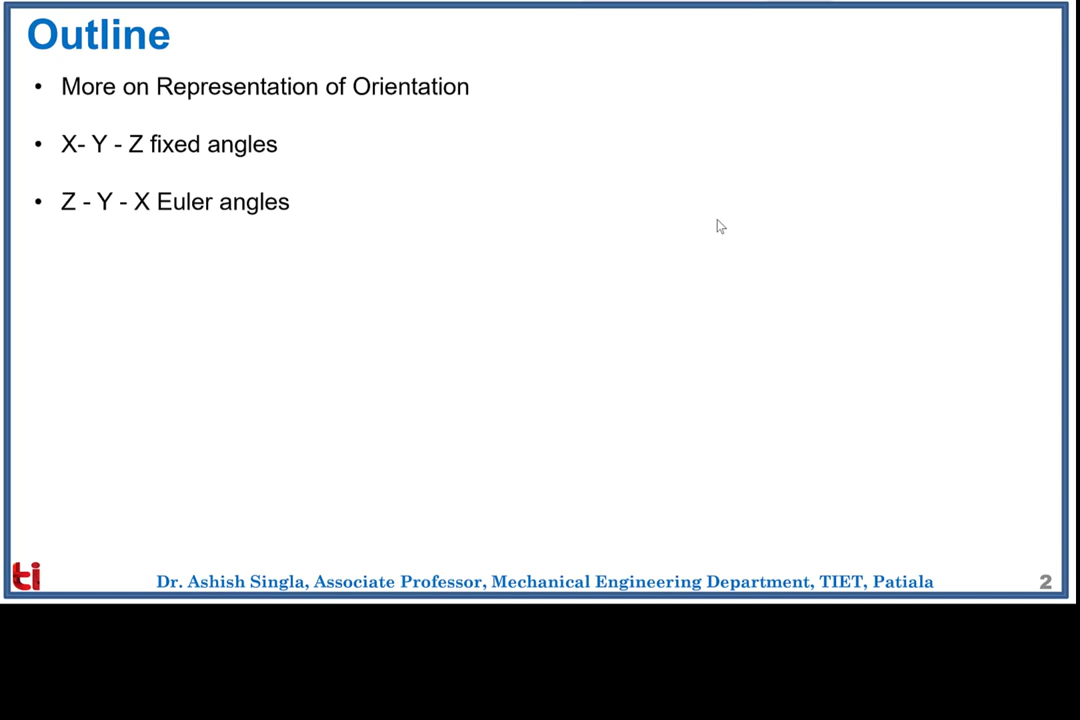 Outline
• More on Representation of Orientation
• X- Y - Z fixed angles
• Z - Y - X Euler angles
ti
Dr. Ashish Singla, Associate Professor, Mechanical Engineering Department, TIET, Patiala
2